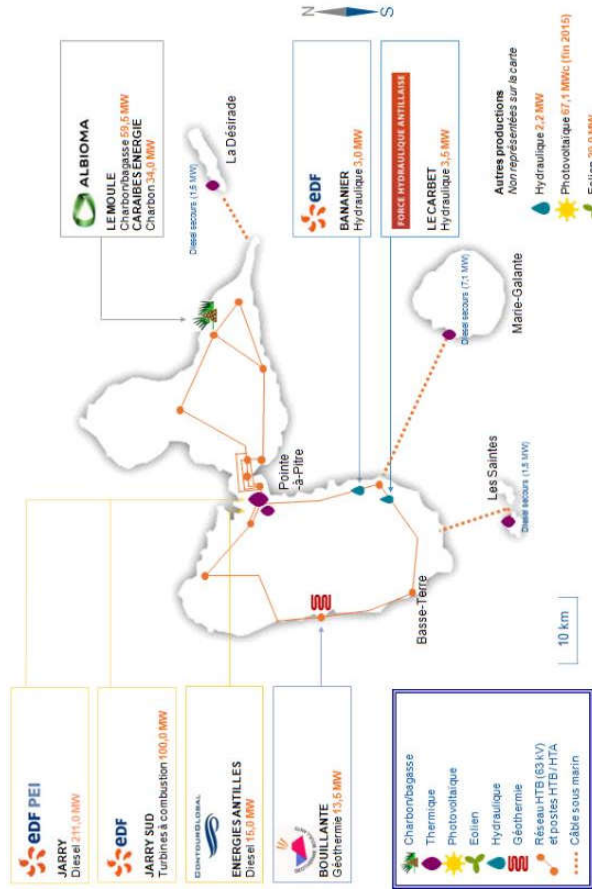 EDF PEI
JARRY
Diesel 211,0 MW
EDF
JARRY SUD
Turbines à combustion 100,0 MW
CONTOURGLOBAL
ENERGIES ANTILLES
Diesel 15,0 MW
BOUILLANTE
Géothermie 13,5 MW
ALBIOMA
LE MOULE
Charbon/bagasse 59,5 MW
CARAIBES ENERGIE
Charbon 34,0 MW
EDF
BANANIER
Hydraulique 3,0 MW
FORCE HYDRAULIQUE ANTILLAISE
LE CARBET
Hydraulique 3,5 MW
N
S
Diesel secours (1,5 MW)
La Désirade
Pointe
-à-Pitre
Basse-Terre
Diesel secours (7,1 MW)
Marie-Galante
Les Saintes
Diesel secours (1,8 MW)
10 km
Charbon/bagasse
Thermique
Photovoltaïque
Eolien
Hydraulique
Géothermie
Réseau HTB (63 kV)
et postes HTB/HTA
Câble sous marin
Autres productions
Non représentées sur la carte
Hydraulique 2,2 MW
Photovoltaïque 67,1 MWc (fin 2015)